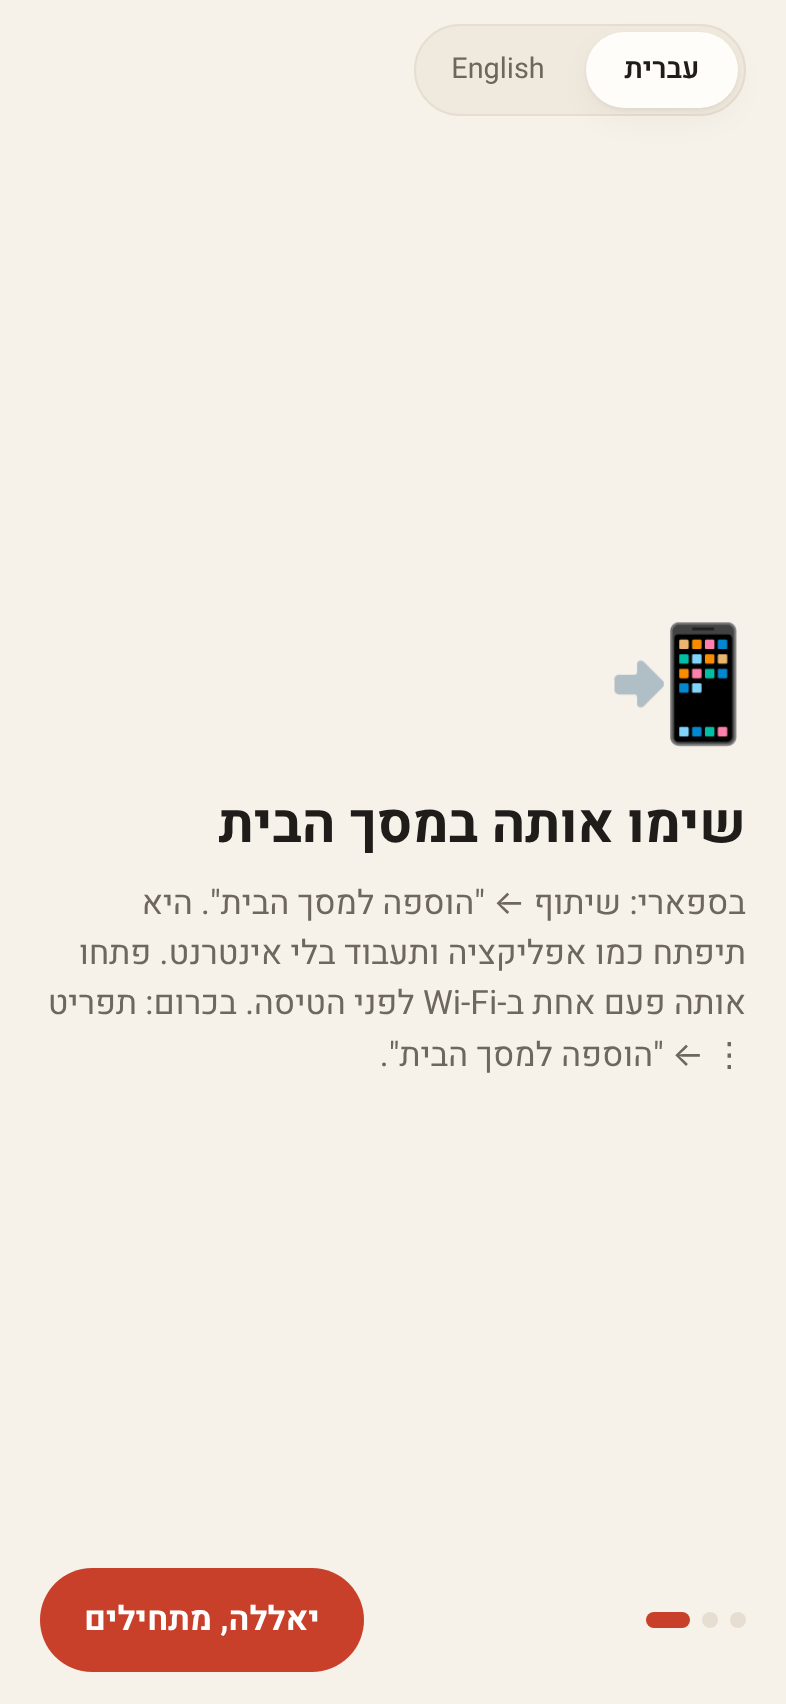 עברית
English
שימו אותה במסך הבית
בספארי: שיתוף ← "הוספה למסך הבית". היא
תיפתח כמו אפליקציה ותעבוד בלי אינטרנט. פתחו
אותה פעם אחת ב-Wi-Fi לפני הטיסה. בכרום: תפריט
⋮ ← "הוספה למסך הבית".
יאללה, מתחילים